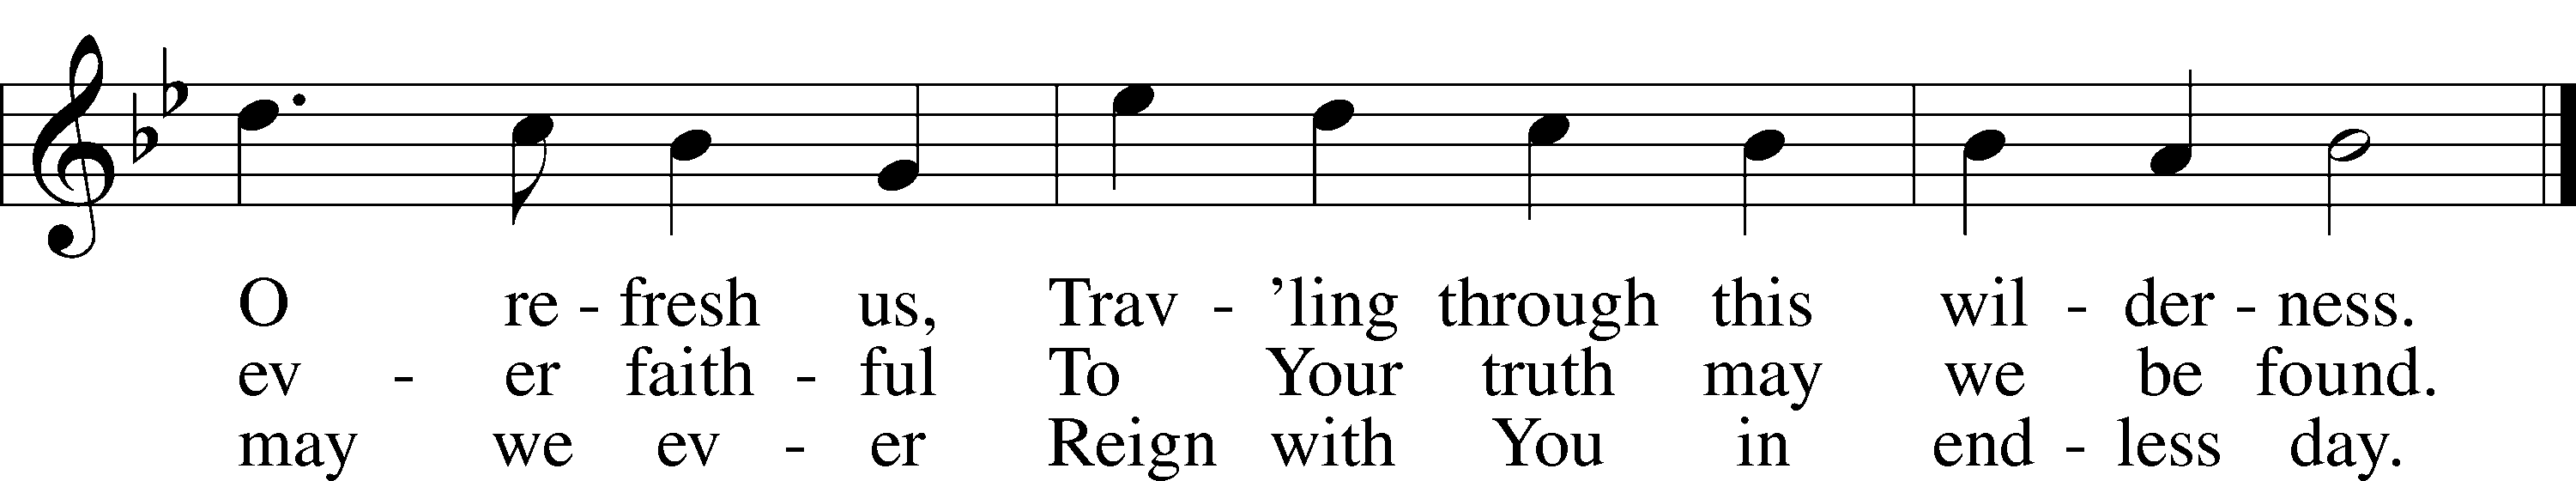 O re - fresh us, Trav - ’ling through this wil - der - ness.
ev - er faith - ful To Your truth may we be found.
may we ev - er Reign with You in end - less day.